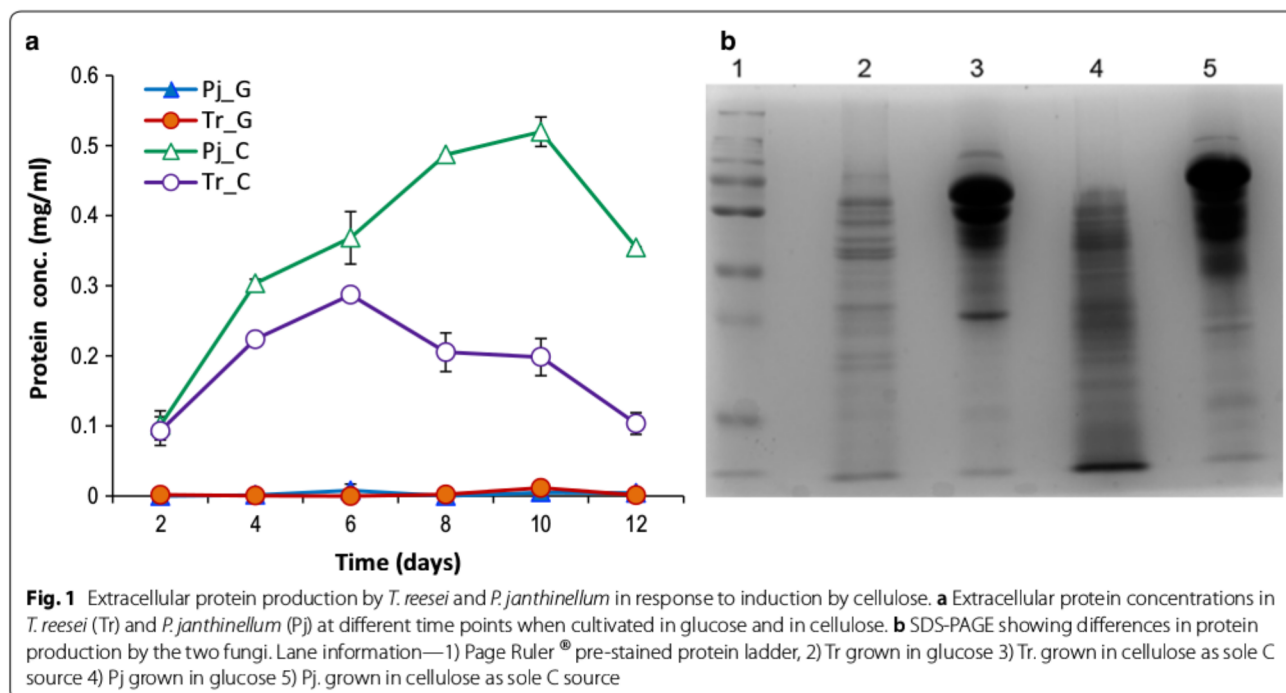 a
b
1 2 3 4 5
0.6
0.5
0.4
0.3
0.2
0.1
0
Protein conc. (mg/ml)
Pj_G
Tr_G
Pj_C
Tr_C
2 4 6 8 10 12
Time (days)
Fig. 1 Extracellular protein production by T. reesei and P. janthinellum in response to induction by cellulose. a Extracellular protein concentrations in
T. reesei (Tr) and P. janthinellum (Pj) at different time points when cultivated in glucose and in cellulose. b SDS-PAGE showing differences in protein
production by the two fungi. Lane information—1) Page Ruler ® pre-stained protein ladder, 2) Tr grown in glucose 3) Tr. grown in cellulose as sole C
source 4) Pj grown in glucose 5) Pj. grown in cellulose as sole C source